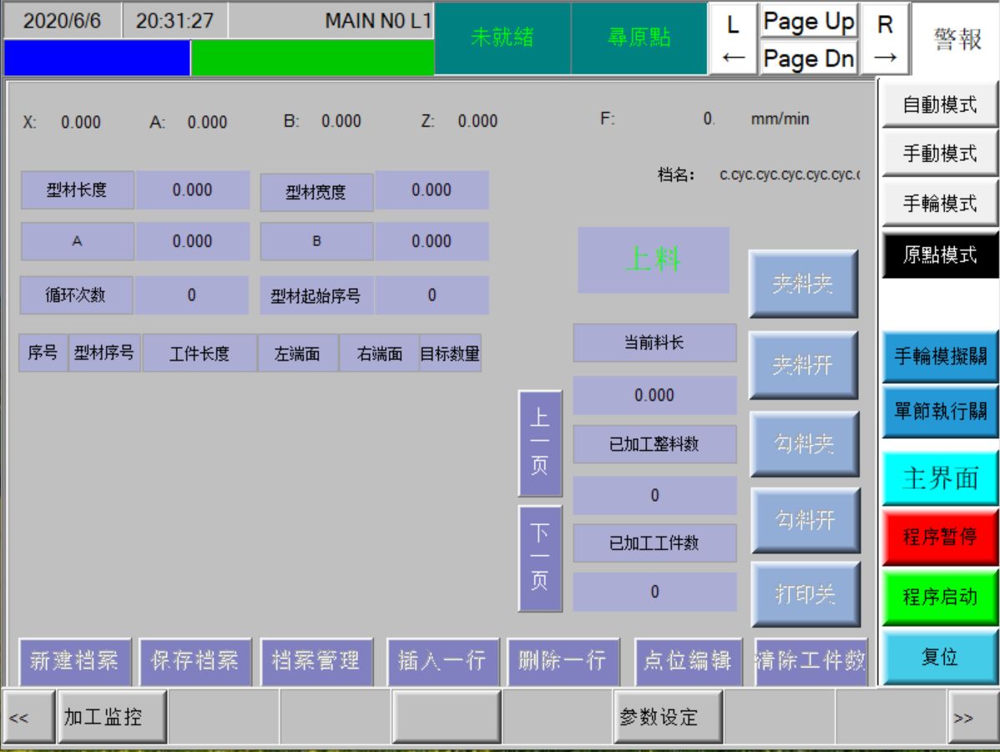 2020/6/6 20:31:27 MAIN N0 L1 未就緒 尋原點 L ← Page Up Page Dn R → 警報
X: 0.000 A: 0.000 B: 0.000 Z: 0.000 F: 0. mm/min
档名: c.cyc.cyc.cyc.cyc.cyc.
型材长度 0.000 型材宽度 0.000
A 0.000 B 0.000
循环次数 0 型材起始序号 0
序号 型材序号 工件长度 左端面 右端面 目标数量
上一页
下一页
上料
当前料长
0.000
已加工整料数
0
已加工工件数
0
夹料夹
夹料开
勾料夹
勾料开
打印关
自動模式
手動模式
手輪模式
原點模式
手輪模擬關
單節執行關
主界面
程序暂停
程序启动
复位
新建档案 保存档案 档案管理 插入一行 删除一行 点位编辑 清除工件数
<< 加工监控 参数设定 >>